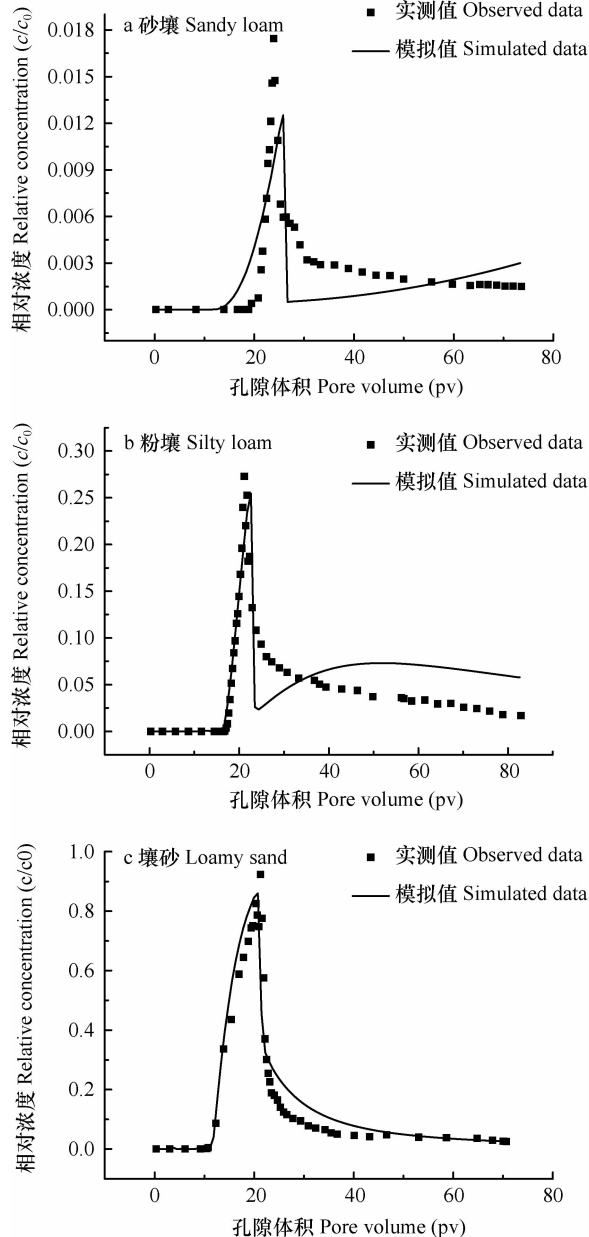 a 砂壤 Sandy loam
实测值 Observed data
模拟值 Simulated data
相对浓度 Relative concentration (c/c₀)
0.018
0.015
0.012
0.009
0.006
0.003
0.000
0 20 40 60 80
孔隙体积 Pore volume (pv)
b 粉壤 Silty loam
实测值 Observed data
模拟值 Simulated data
相对浓度 Relative concentration (c/c₀)
0.30
0.25
0.20
0.15
0.10
0.05
0.00
0 20 40 60 80
孔隙体积 Pore volume (pv)
c 壤砂 Loamy sand
实测值 Observed data
模拟值 Simulated data
相对浓度 Relative concentration (c/c0)
1.0
0.8
0.6
0.4
0.2
0.0
0 20 40 60 80
孔隙体积 Pore volume (pv)